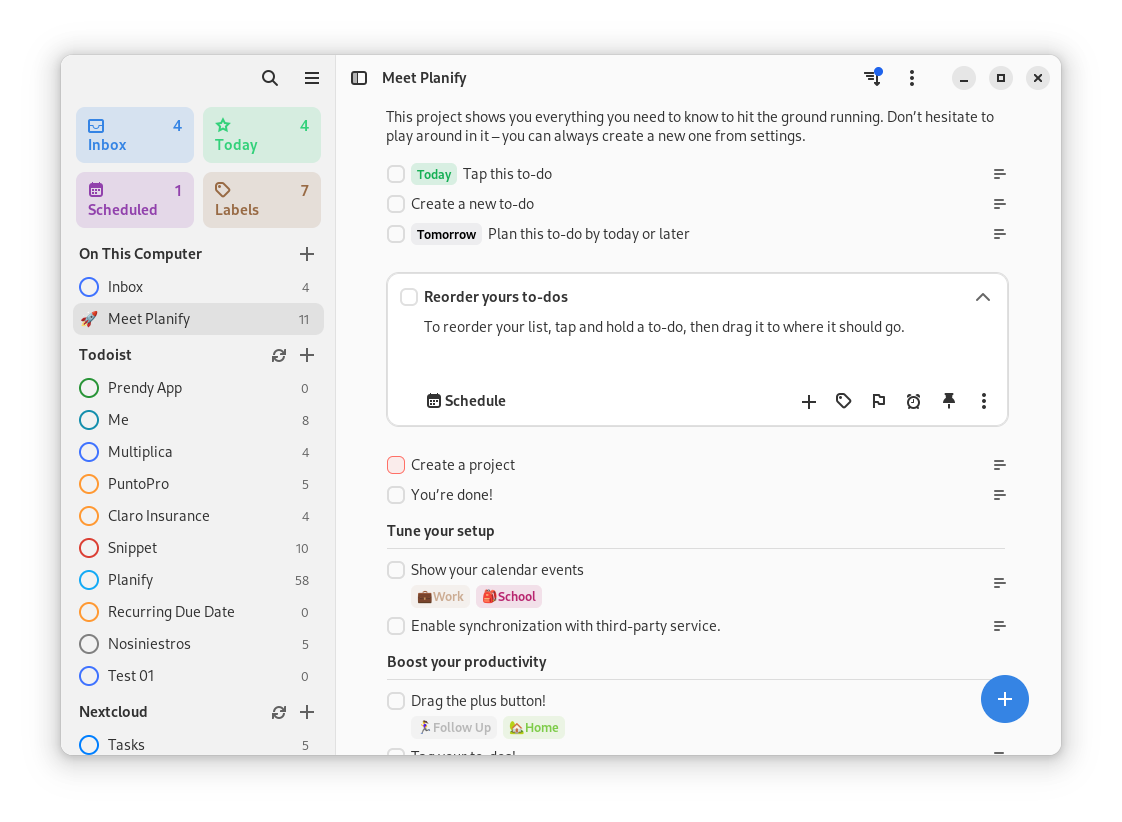 Meet Planify
4
Inbox
4
Today
1
Scheduled
7
Labels
On This Computer
Inbox 4
Meet Planify 11
Todoist
Prendy App 0
Me 8
Multiplica 4
PuntoPro 5
Claro Insurance 4
Snippet 10
Planify 58
Recurring Due Date 0
Nosiniestros 5
Test 01 0
Nextcloud
Tasks 5
This project shows you everything you need to know to hit the ground running. Don’t hesitate to
play around in it – you can always create a new one from settings.
Today Tap this to-do
Create a new to-do
Tomorrow Plan this to-do by today or later
Reorder yours to-dos
To reorder your list, tap and hold a to-do, then drag it to where it should go.
Schedule
Create a project
You’re done!
Tune your setup
Show your calendar events
Work School
Enable synchronization with third-party service.
Boost your productivity
Drag the plus button!
Follow Up Home